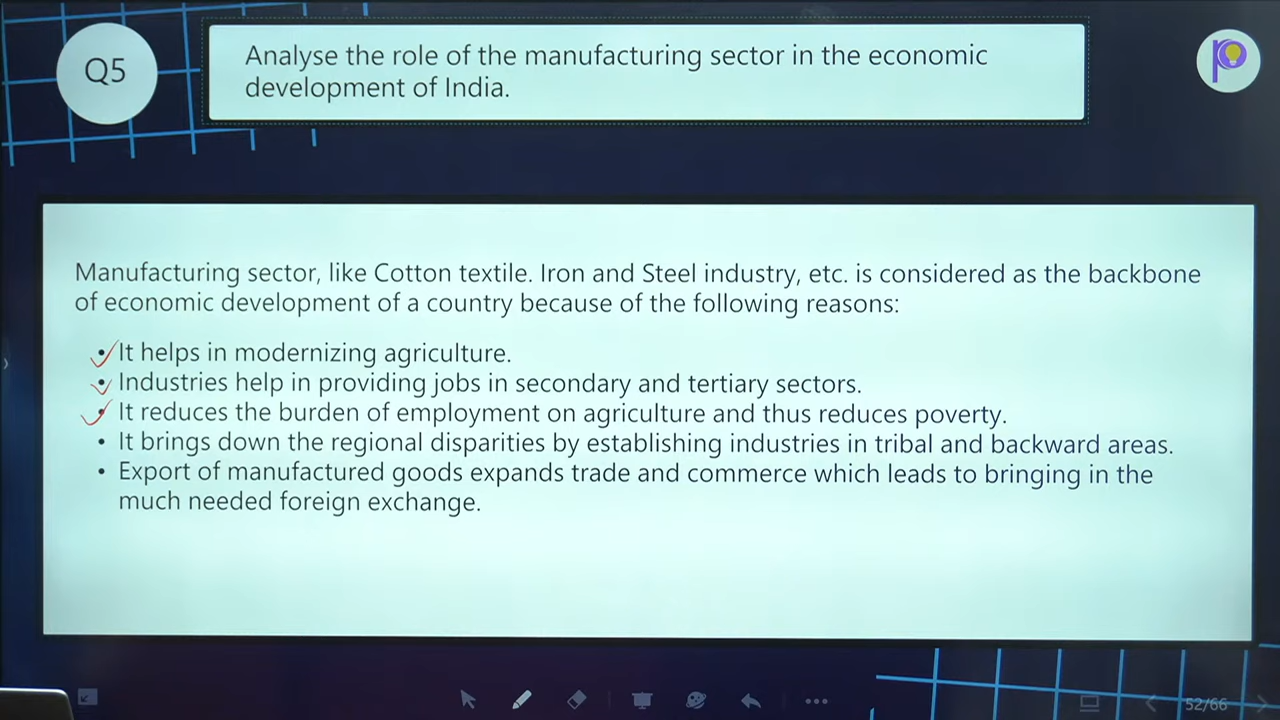 Q5
Analyse the role of the manufacturing sector in the economic
development of India.
Manufacturing sector, like Cotton textile. Iron and Steel industry, etc. is considered as the backbone
of economic development of a country because of the following reasons:
• It helps in modernizing agriculture.
• Industries help in providing jobs in secondary and tertiary sectors.
• It reduces the burden of employment on agriculture and thus reduces poverty.
• It brings down the regional disparities by establishing industries in tribal and backward areas.
• Export of manufactured goods expands trade and commerce which leads to bringing in the
much needed foreign exchange.
52/66